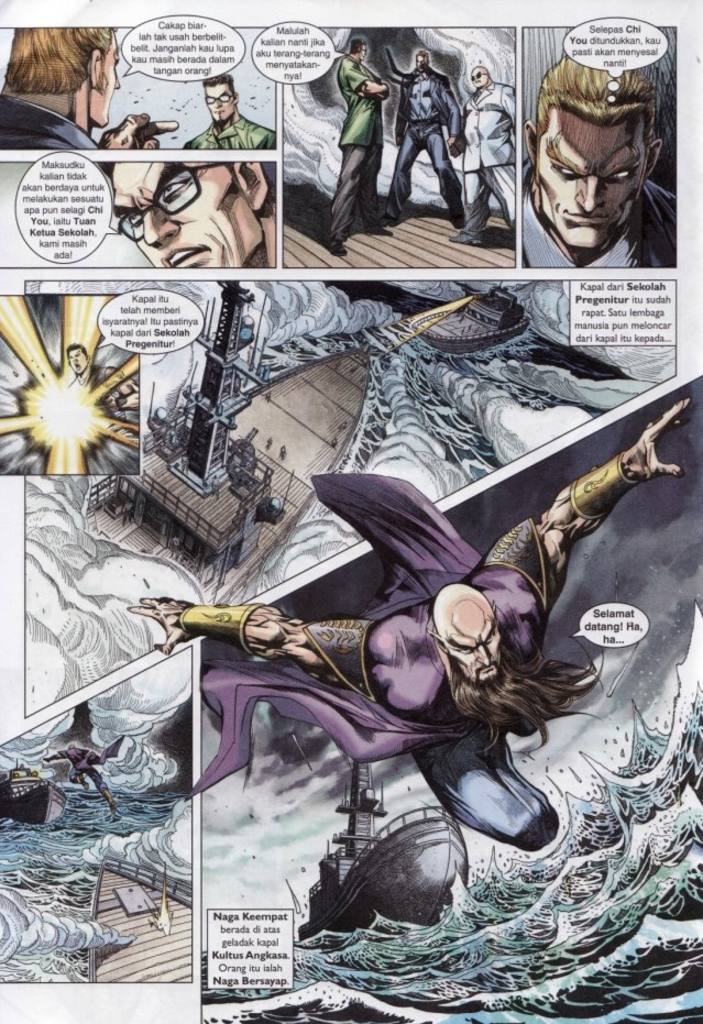 Cakap biar-
lah tak usah berbelit-
belit. Janganlah kau lupa
kau masih berada dalam
tangan orang!
Malulah
kalian nanti jika
aku terang-terang
menyatakan-
nya!
Selepas Chi
You ditundukkan, kau
pasti akan menyesal
nanti!
Maksudku
kalian tidak
akan berdaya untuk
melakukan sesuatu
apa pun selagi Chi
You, iaitu Tuan
Ketua Sekolah,
kami masih
ada!
Kapal itu
telah memberi
isyaratnya! Itu pastinya
kapal dari Sekolah
Pregenitur!
Kapal dari Sekolah
Pregenitur itu sudah
rapat. Satu lembaga
manusia pun meloncar
dari kapal itu kepada...
Selamat
datang! Ha,
ha...
Naga Keempat
berada di atas
geladak kapal
Kultus Angkasa.
Orang itu ialah
Naga Bersayap.